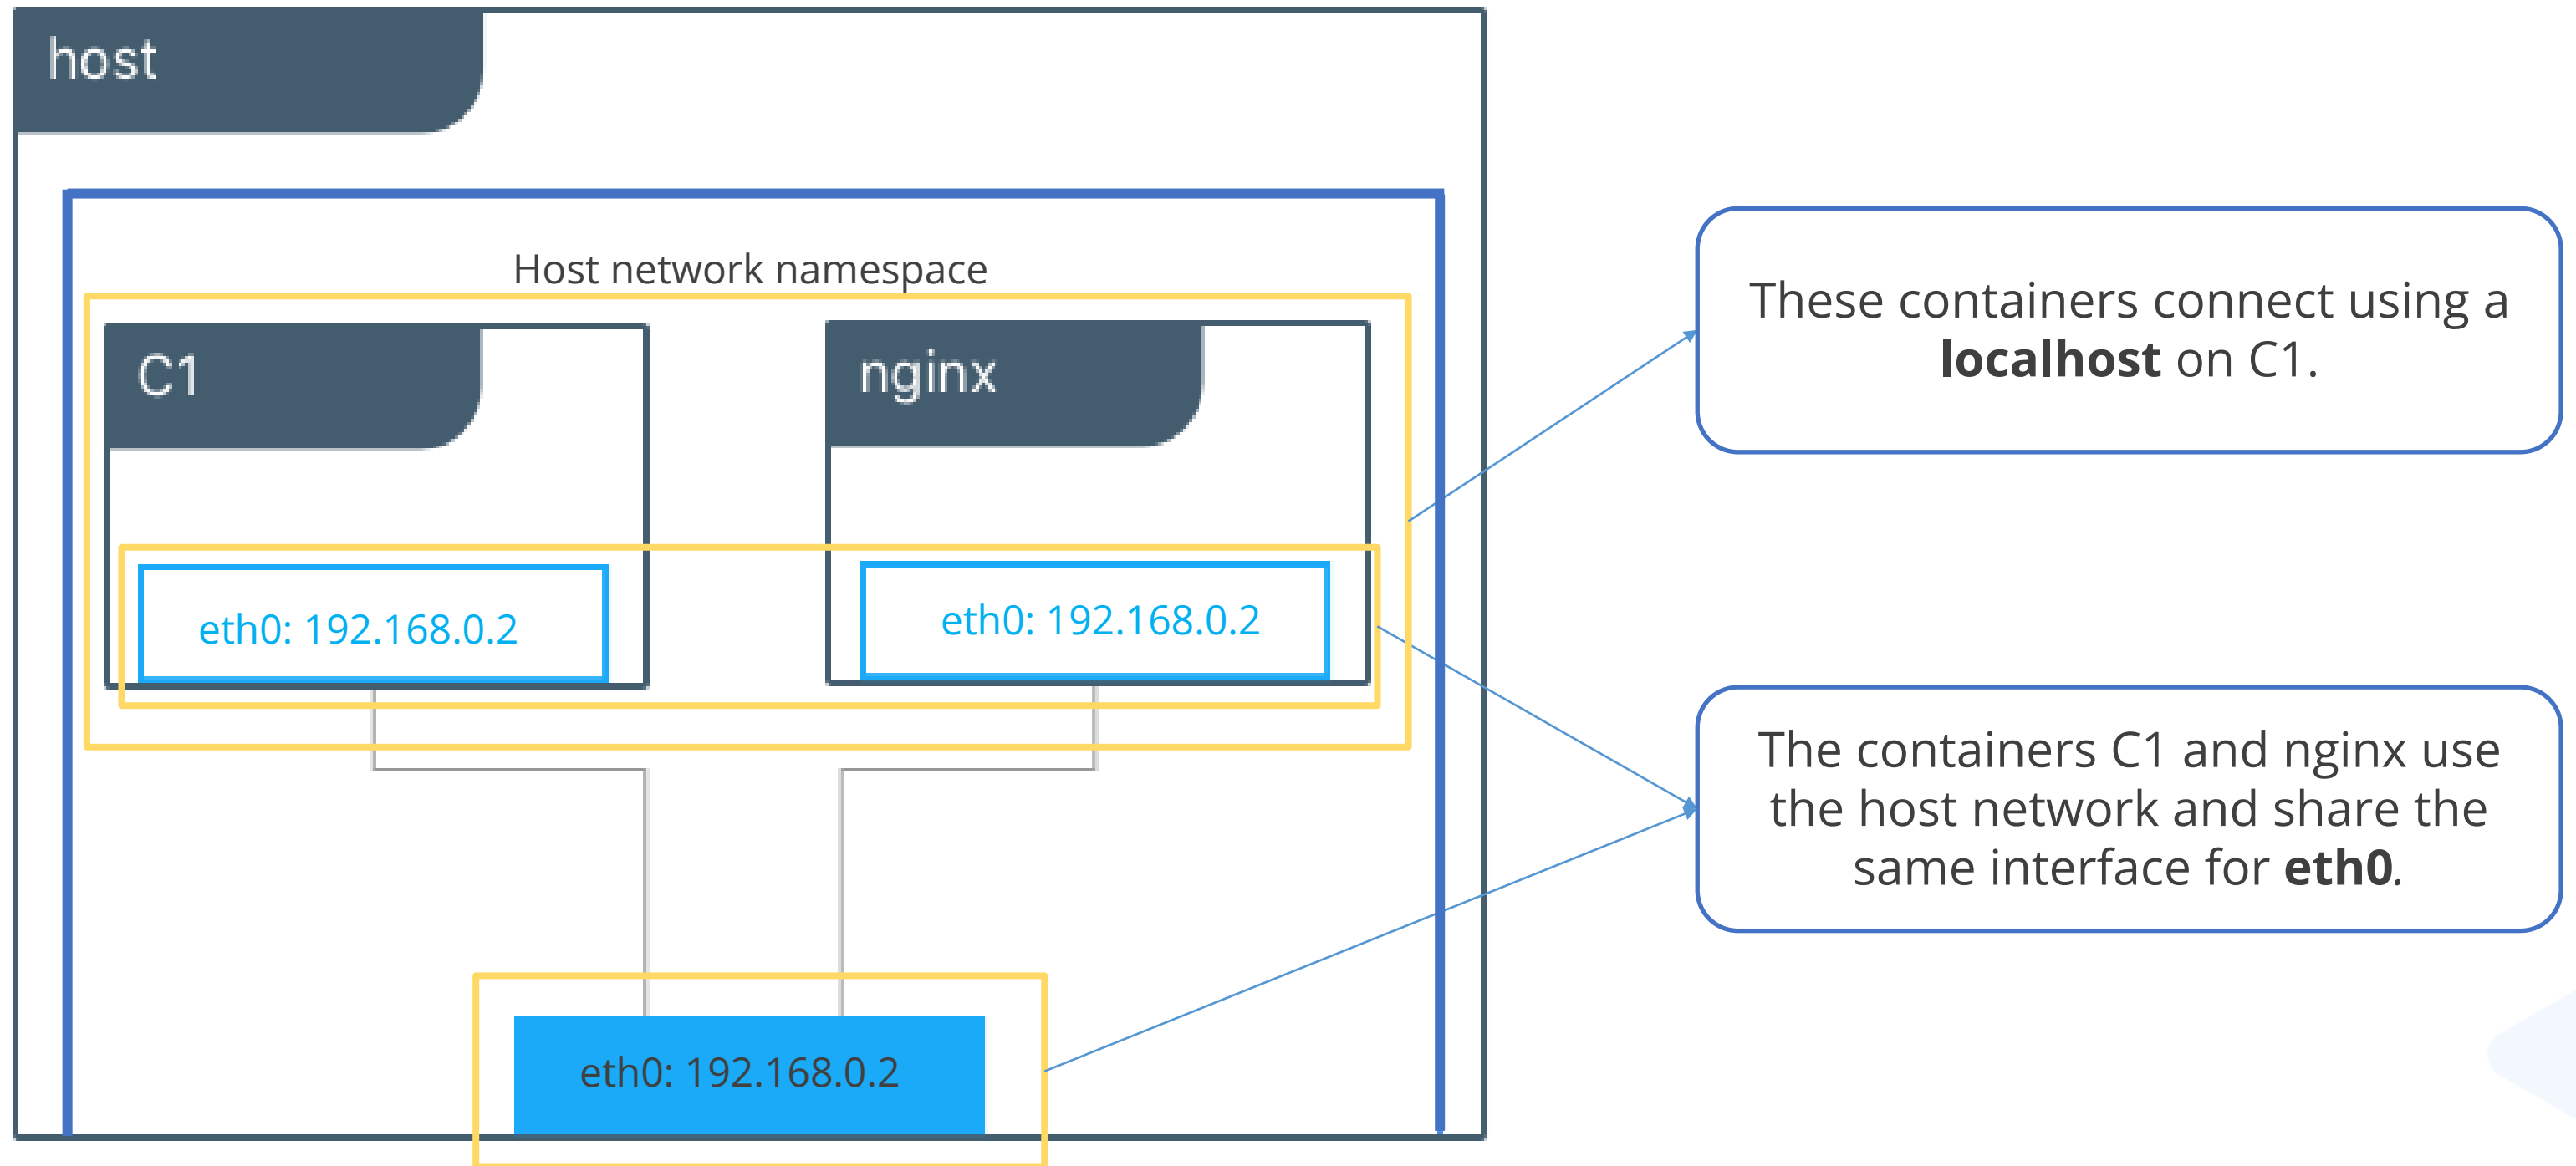 host
Host network namespace
C1
nginx
eth0: 192.168.0.2
eth0: 192.168.0.2
eth0: 192.168.0.2
These containers connect using a
localhost on C1.
The containers C1 and nginx use
the host network and share the
same interface for eth0.